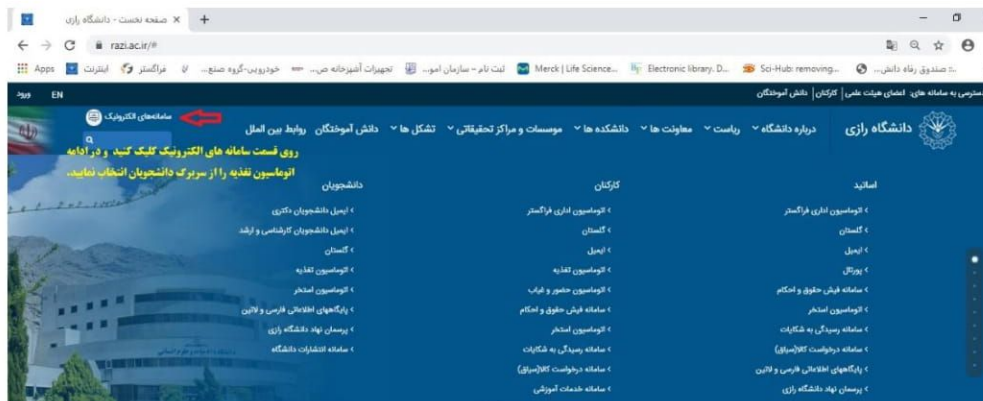 صفحه نخست - دانشگاه رازی
razi.ac.ir/#
Apps
اینترنت
فراگستر
خودرویی-گروه صنع...
تجهیزات آشپزخانه ص...
ثبت نام – سازمان امو...
Merck | Life Science...
Electronic library. D...
Sci-Hub: removing...
.:: صندوق رفاه دانش...
دسترسی به سامانه های: اعضای هیئت علمی | کارکنان | دانش آموختگان
EN ورود
دانشگاه رازی
درباره دانشگاه ریاست معاونت ها دانشکده ها موسسات و مراکز تحقیقاتی تشکل ها دانش آموختگان روابط بین الملل
سامانه‌های الکترونیک
روی قسمت سامانه های الکترونیک کلیک کنید و در ادامه
اتوماسیون تغذیه را از سربرگ دانشجویان انتخاب نمایید.
اساتید
› اتوماسیون اداری فراگستر
› گلستان
› ایمیل
› پورتال
› سامانه فیش حقوق و احکام
› اتوماسیون استخر
› سامانه رسیدگی به شکایات
› سامانه درخواست کالا(سیاق)
› پایگاههای اطلاعاتی فارسی و لاتین
› پرسمان نهاد دانشگاه رازی
کارکنان
› اتوماسیون اداری فراگستر
› گلستان
› ایمیل
› اتوماسیون تغذیه
› اتوماسیون حضور و غیاب
› سامانه فیش حقوق و احکام
› اتوماسیون استخر
› سامانه رسیدگی به شکایات
› سامانه درخواست کالا(سیاق)
› سامانه خدمات آموزشی
دانشجویان
› ایمیل دانشجویان دکتری
› ایمیل دانشجویان کارشناسی و ارشد
› گلستان
› اتوماسیون تغذیه
› اتوماسیون استخر
› پایگاههای اطلاعاتی فارسی و لاتین
› پرسمان نهاد دانشگاه رازی
› سامانه انتشارات دانشگاه